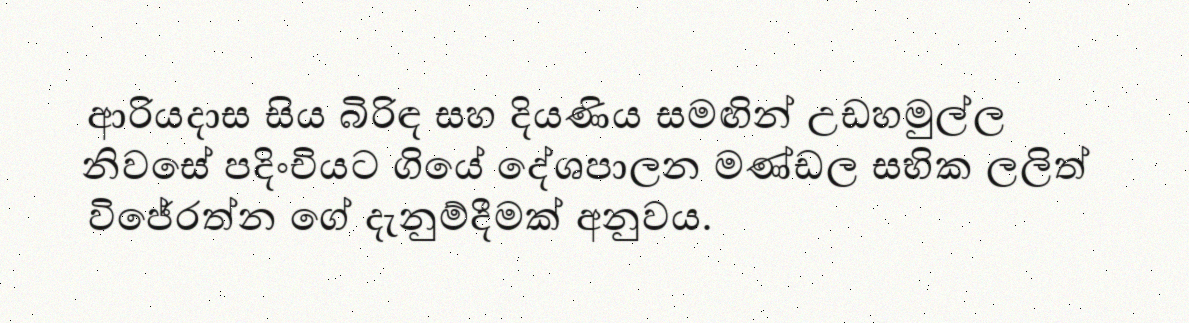 ආරියදාස සිය බිරිඳ සහ දියණිය සමඟින් උඩහමුල්ල
නිවසේ පදිංචියට ගියේ දේශපාලන මණ්ඩල සභික ලලිත්
විජේරත්න ගේ දැනුම්දීමක් අනුවය.